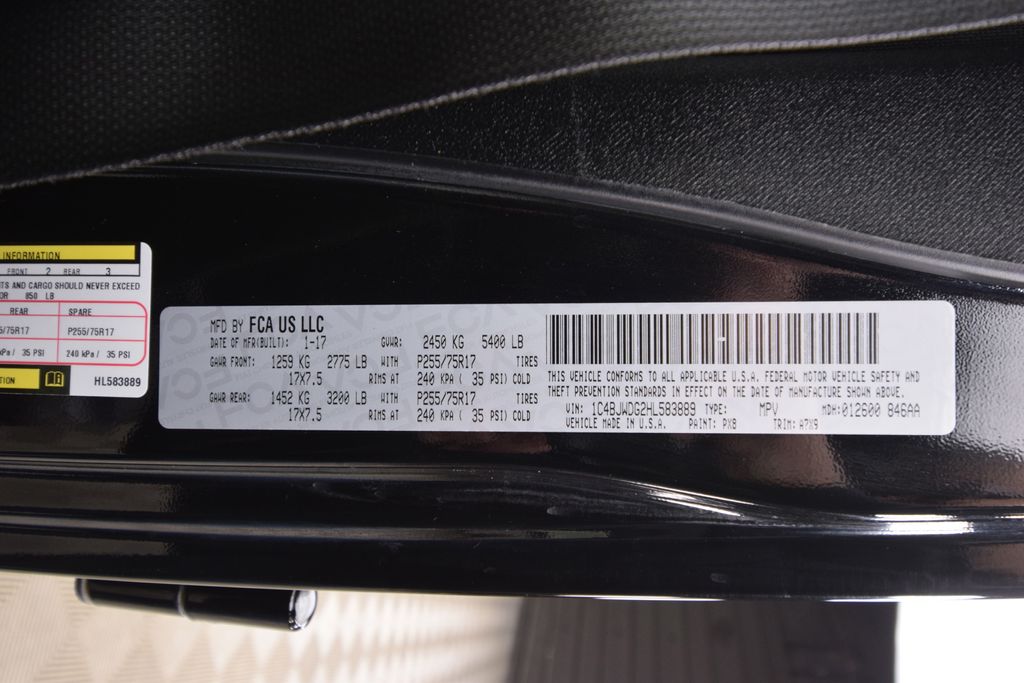 INFORMATION
FRONT 2 REAR 3
AND CARGO SHOULD NEVER EXCEED
OR 850 LB
REAR SPARE
/75R17 P255/75R17
kPa/ 35 PSI 240 kPa/ 35 PSI
TION HL583889
MFD BY FCA US LLC
DATE OF MFR(BUILT): 1-17 GVWR: 2450 KG 5400 LB
GAWR FRONT: 1259 KG 2775 LB WITH P255/75R17 TIRES
17X7.5 RIMS AT 240 KPA ( 35 PSI) COLD
GAWR REAR: 1452 KG 3200 LB WITH P255/75R17 TIRES
17X7.5 RIMS AT 240 KPA ( 35 PSI) COLD
THIS VEHICLE CONFORMS TO ALL APPLICABLE U.S.A. FEDERAL MOTOR VEHICLE SAFETY AND
THEFT PREVENTION STANDARDS IN EFFECT ON THE DATE OF MANUFACTURE SHOWN ABOVE.
VIN: 1C4BJWDG2HL583889 TYPE: MPV MDH: 012600 846AA
VEHICLE MADE IN U.S.A. PAINT: PX8 TRIM: A7X9